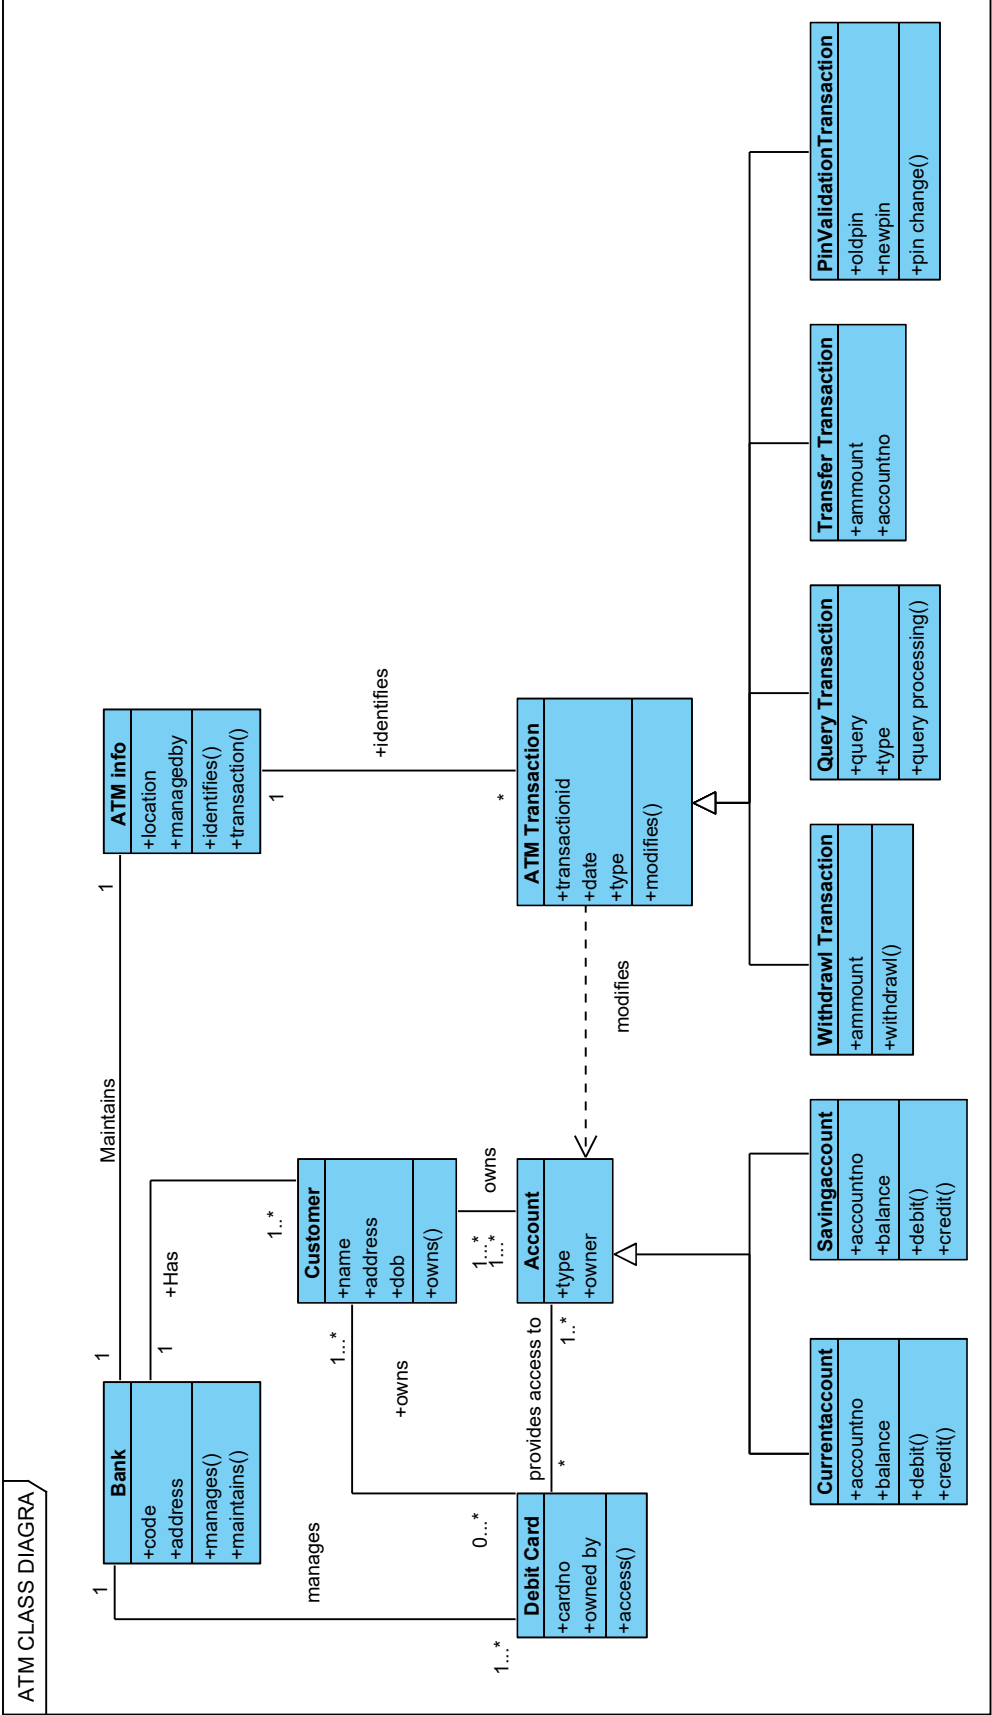 ATM CLASS DIAGRA
1
manages
1...*
Bank
+code
+address
+manages()
+maintains()
1
Maintains
1
1
+Has
1..*
ATM info
+location
+managedby
+identifies()
+transaction()
1
+identifies
*
Customer
+name
+address
+dob
+owns()
1...*
+owns
0...*
1...*
1...*
owns
Debit Card
+cardno
+owned by
+access()
provides access to
*
1..*
Account
+type
+owner
modifies
ATM Transaction
+transactionid
+date
+type
+modifies()
Currentaccount
+accountno
+balance
+debit()
+credit()
Savingaccount
+accountno
+balance
+debit()
+credit()
Withdrawl Transaction
+ammount
+withdrawl()
Query Transaction
+query
+type
+query processing()
Transfer Transaction
+ammount
+accountno
PinValidationTransaction
+oldpin
+newpin
+pin change()